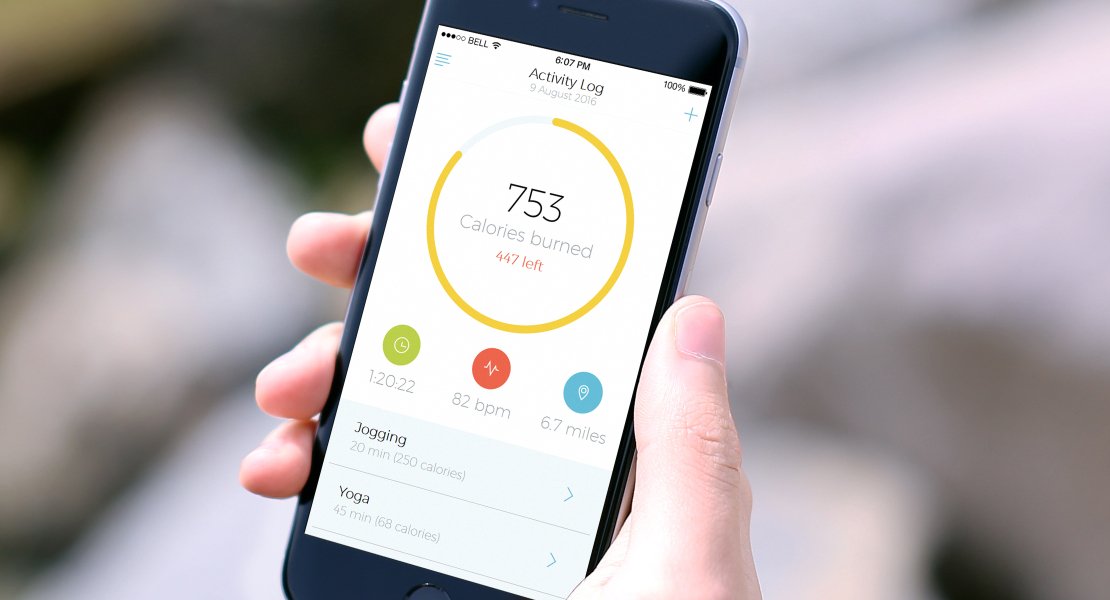 BELL
6:07 PM
100%
Activity Log
9 August 2016
753
Calories burned
447 left
1:20:22
82 bpm
6.7 miles
Jogging
20 min (250 calories)
Yoga
45 min (68 calories)